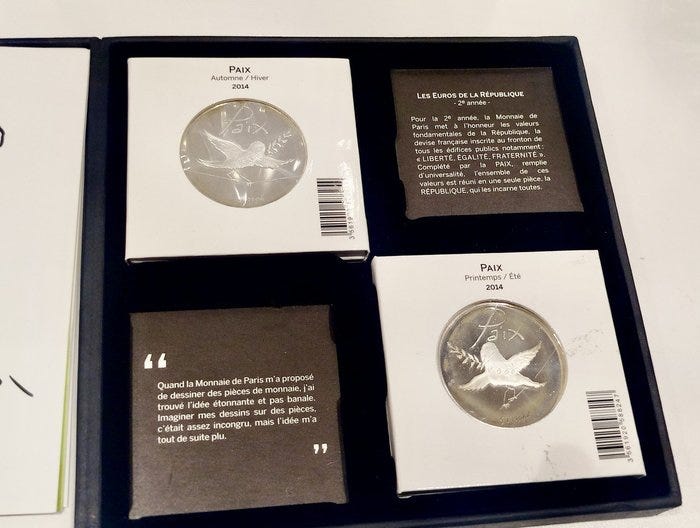 PAIX
Automne / Hiver
2014
Paix
LES EUROS DE LA RÉPUBLIQUE
- 2e année -
Pour la 2e année, la Monnaie de
Paris met à l'honneur les valeurs
fondamentales de la République, la
devise française inscrite au fronton de
tous les édifices publics notamment :
« LIBERTÉ, ÉGALITÉ, FRATERNITÉ ».
Complété par la PAIX, remplie
d'universalité, l'ensemble de ces
valeurs est réuni en une seule pièce, la
RÉPUBLIQUE, qui les incarne toutes.
“
Quand la Monnaie de Paris m'a proposé
de dessiner des pièces de monnaie, j'ai
trouvé l'idée étonnante et pas banale.
Imaginer mes dessins sur des pièces,
c'était assez incongru, mais l'idée m'a
tout de suite plu.
”
PAIX
Printemps / Été
2014
Paix
3 561920 688247